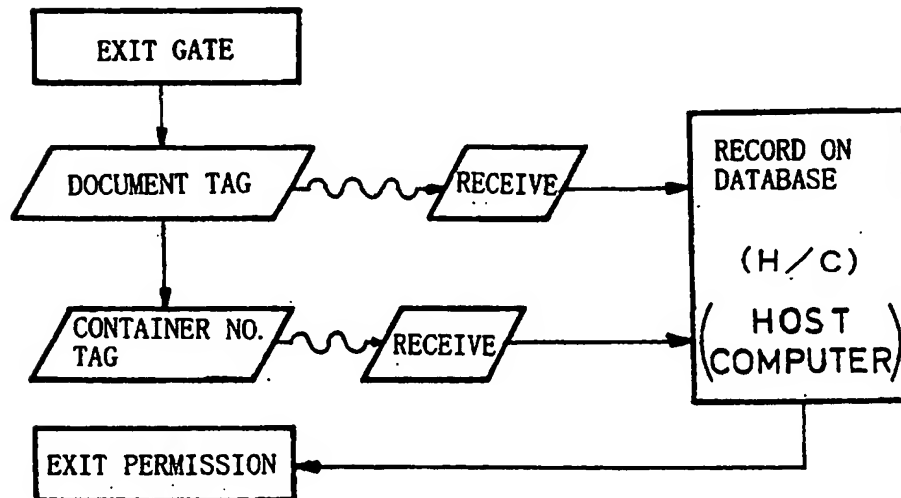 EXIT GATE
DOCUMENT TAG
RECEIVE
RECORD ON
DATABASE
(H/C)
(HOST
COMPUTER)
CONTAINER NO.
TAG
RECEIVE
EXIT PERMISSION